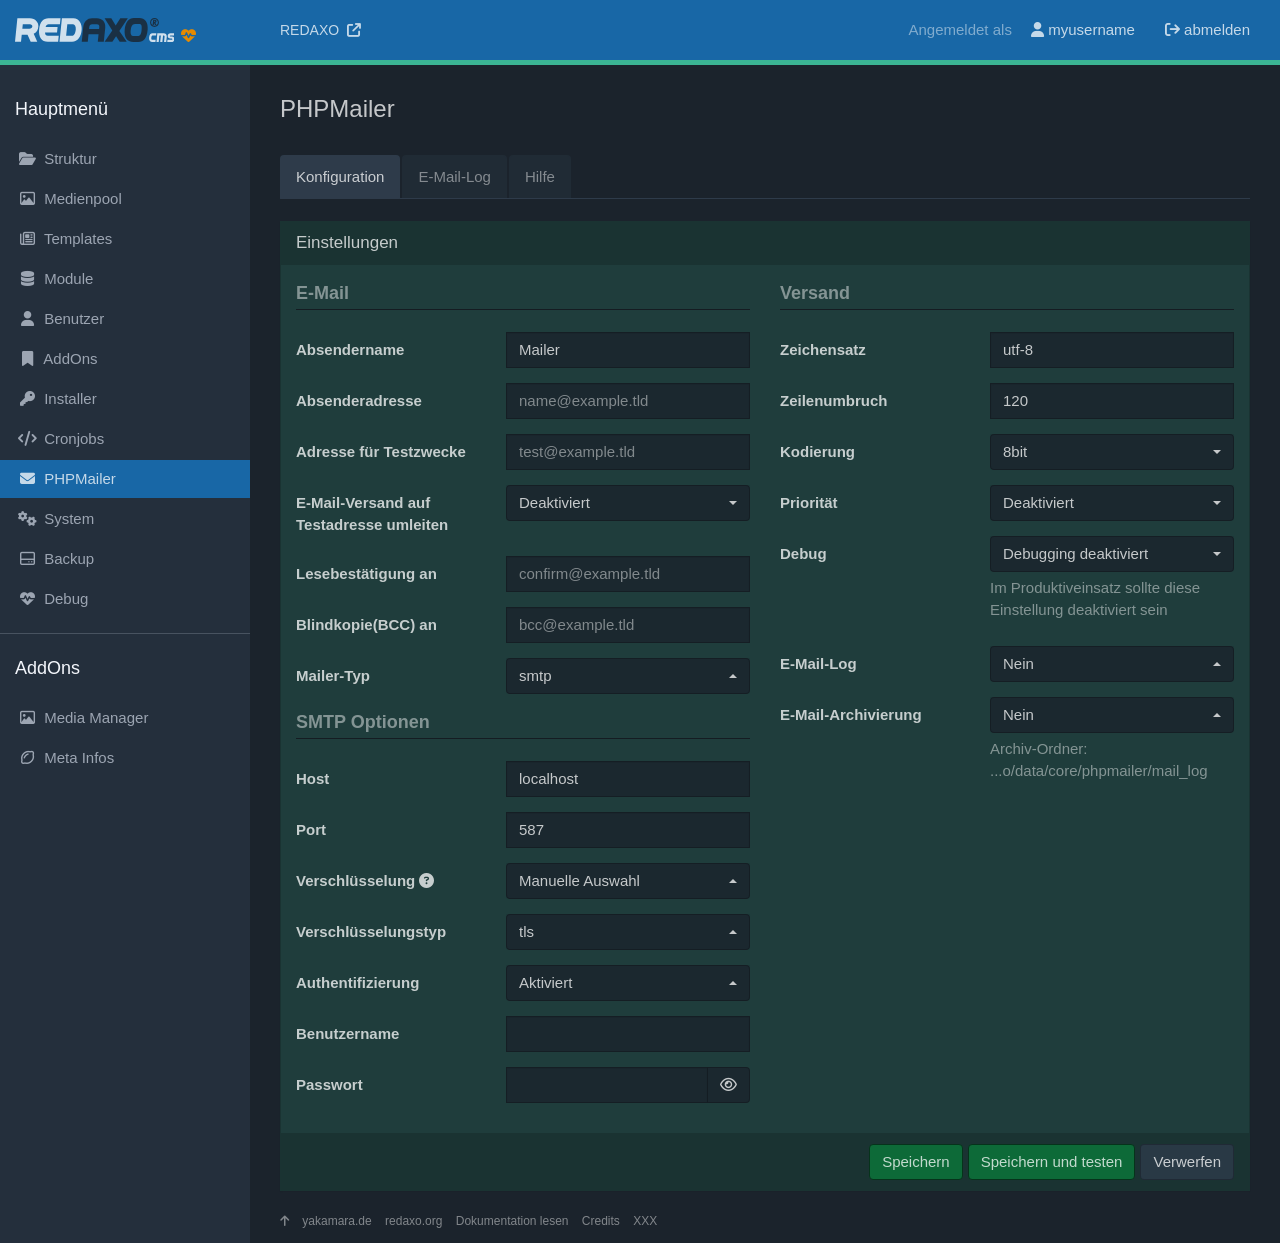 REDAXO® cms
REDAXO
Angemeldet als myusername abmelden
Hauptmenü
Struktur
Medienpool
Templates
Module
Benutzer
AddOns
Installer
Cronjobs
PHPMailer
System
Backup
Debug
AddOns
Media Manager
Meta Infos
PHPMailer
Konfiguration E-Mail-Log Hilfe
Einstellungen
E-Mail
Absendername Mailer
Absenderadresse name@example.tld
Adresse für Testzwecke test@example.tld
E-Mail-Versand auf Deaktiviert
Testadresse umleiten
Lesebestätigung an confirm@example.tld
Blindkopie(BCC) an bcc@example.tld
Mailer-Typ smtp
SMTP Optionen
Host localhost
Port 587
Verschlüsselung ? Manuelle Auswahl
Verschlüsselungstyp tls
Authentifizierung Aktiviert
Benutzername
Passwort
Versand
Zeichensatz utf-8
Zeilenumbruch 120
Kodierung 8bit
Priorität Deaktiviert
Debug Debugging deaktiviert
Im Produktiveinsatz sollte diese
Einstellung deaktiviert sein
E-Mail-Log Nein
E-Mail-Archivierung Nein
Archiv-Ordner:
...o/data/core/phpmailer/mail_log
Speichern Speichern und testen Verwerfen
yakamara.de redaxo.org Dokumentation lesen Credits XXX